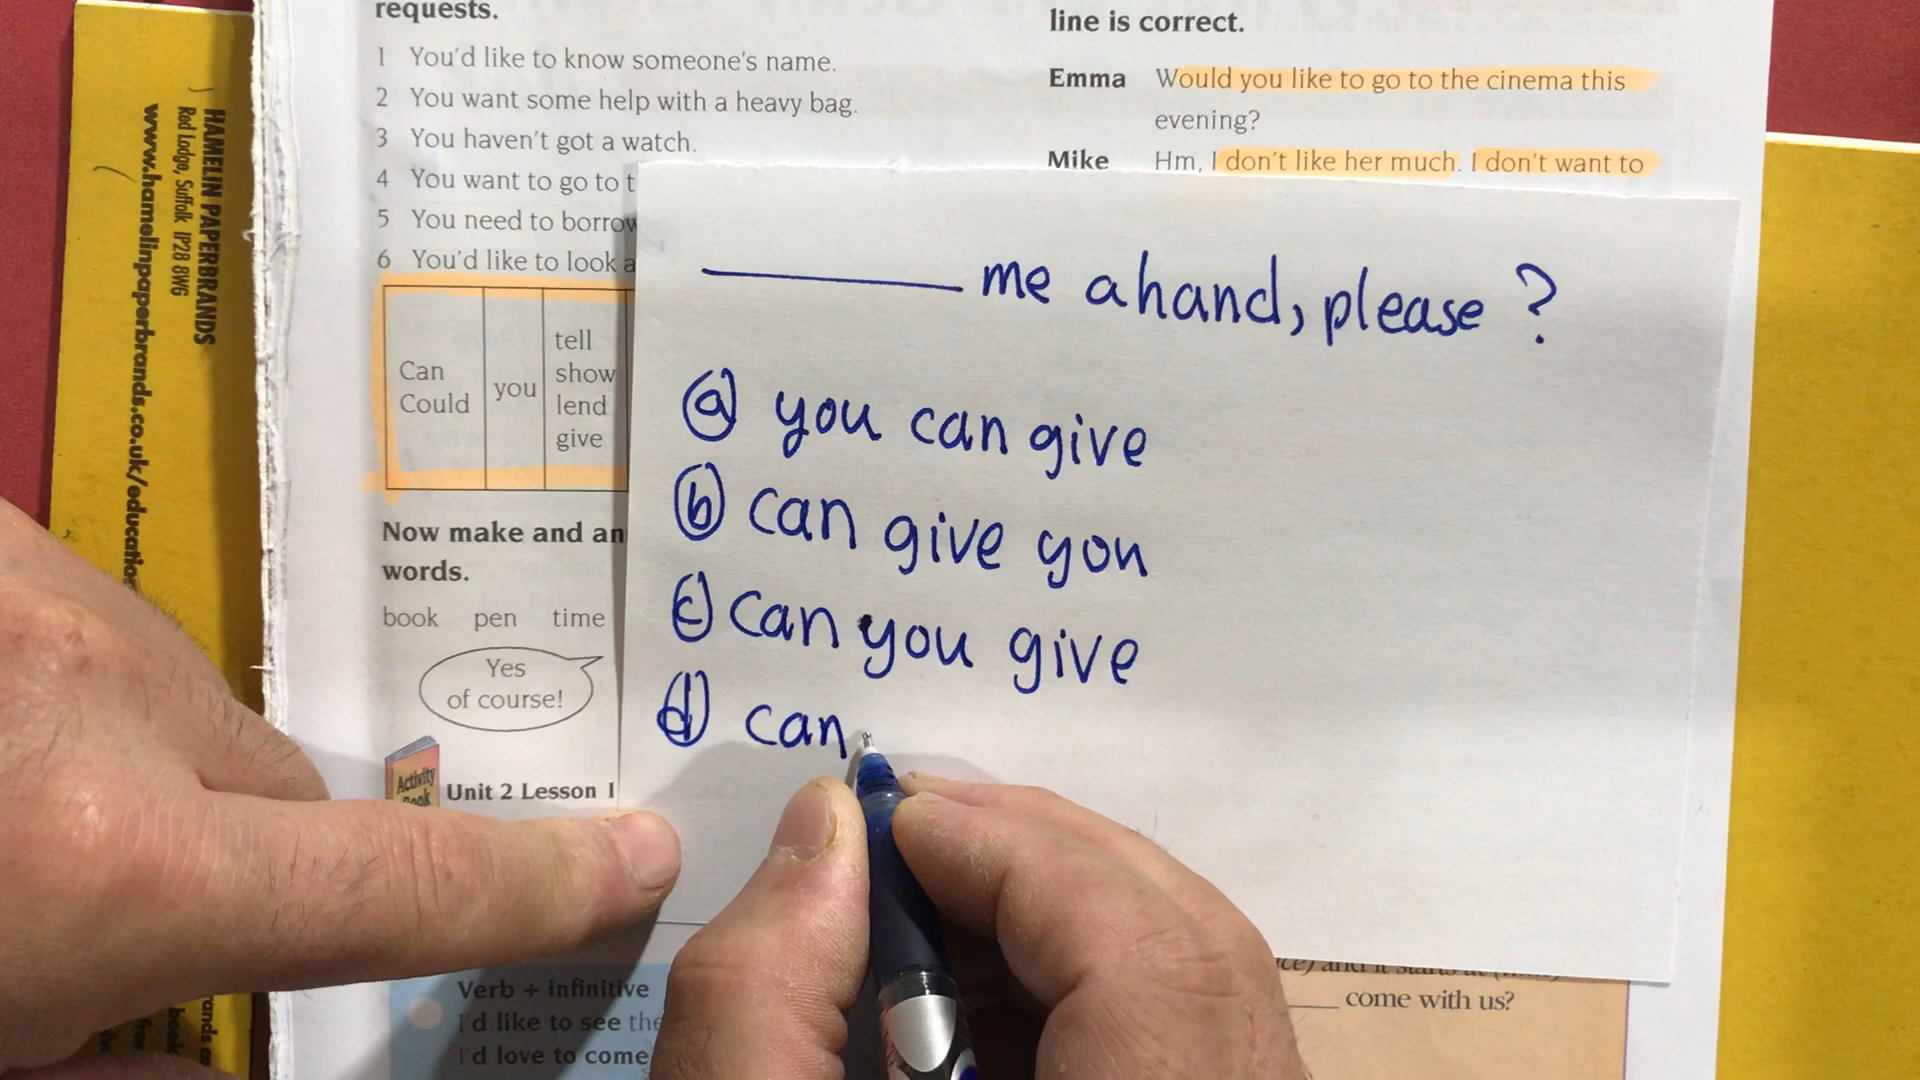 HAMELIN PAPERBRANDS
Red Lodge, Suffolk IP28 8WG
www.hamelinpaperbrands.co.uk/education
requests.
1 You'd like to know someone's name.
2 You want some help with a heavy bag.
3 You haven't got a watch.
4 You want to go to t
5 You need to borrow
6 You'd like to look a
Can
Could
you
tell
show
lend
give
Now make and an
words.
book pen time
Yes
of course!
Activity
Book
Unit 2 Lesson 1
Verb + infinitive
I'd like to see the
I'd love to come
line is correct.
Emma Would you like to go to the cinema this
evening?
Mike Hm, I don't like her much. I don't want to
____ me a hand, please ?
a you can give
b can give you
c can you give
d can
____ come with us?